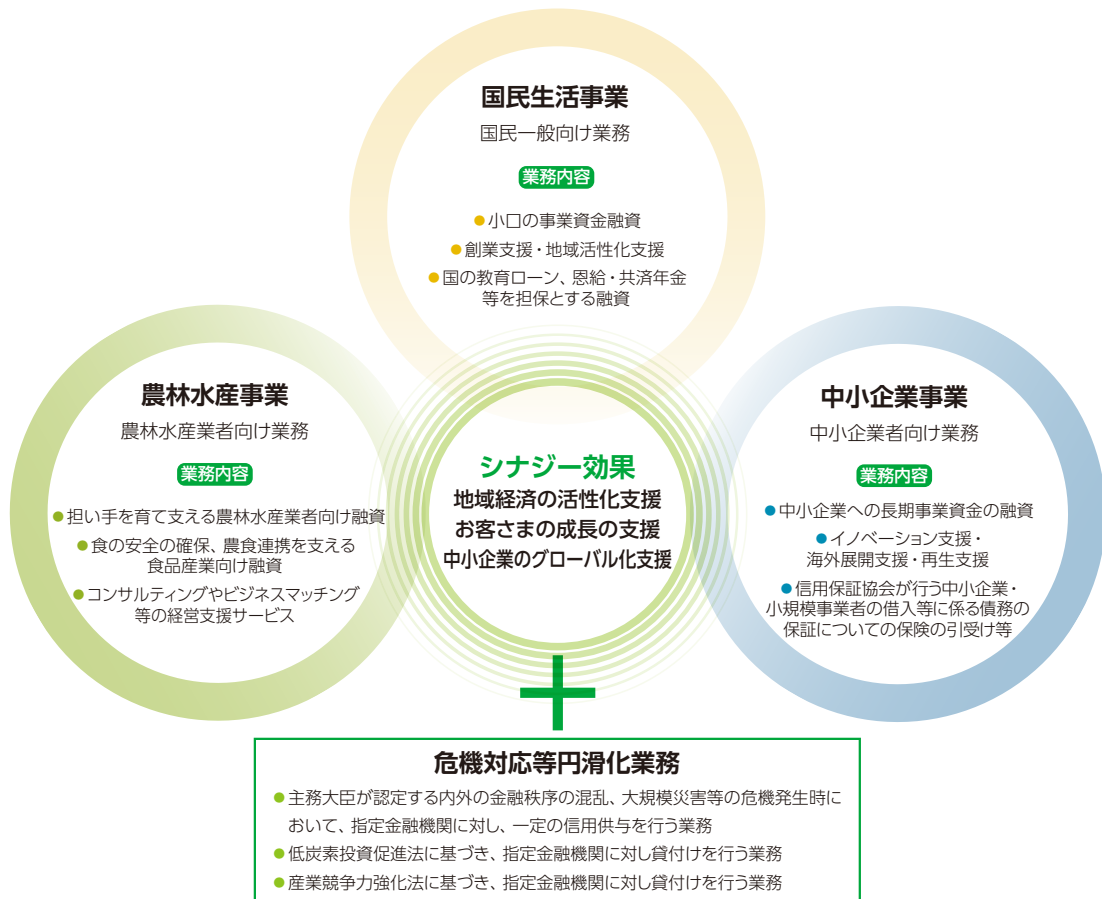 国民生活事業
国民一般向け業務
業務内容
●小口の事業資金融資
●創業支援・地域活性化支援
●国の教育ローン、恩給・共済年金
等を担保とする融資
農林水産事業
農林水産業者向け業務
業務内容
●担い手を育て支える農林水産業者向け融資
●食の安全の確保、農食連携を支える
食品産業向け融資
●コンサルティングやビジネスマッチング
等の経営支援サービス
シナジー効果
地域経済の活性化支援
お客さまの成長の支援
中小企業のグローバル化支援
中小企業事業
中小企業者向け業務
業務内容
●中小企業への長期事業資金の融資
●イノベーション支援・
海外展開支援・再生支援
●信用保証協会が行う中小企業・
小規模事業者の借入等に係る債務の
保証についての保険の引受け等
危機対応等円滑化業務
●主務大臣が認定する内外の金融秩序の混乱、大規模災害等の危機発生時に
おいて、指定金融機関に対し、一定の信用供与を行う業務
●低炭素投資促進法に基づき、指定金融機関に対し貸付けを行う業務
●産業競争力強化法に基づき、指定金融機関に対し貸付けを行う業務